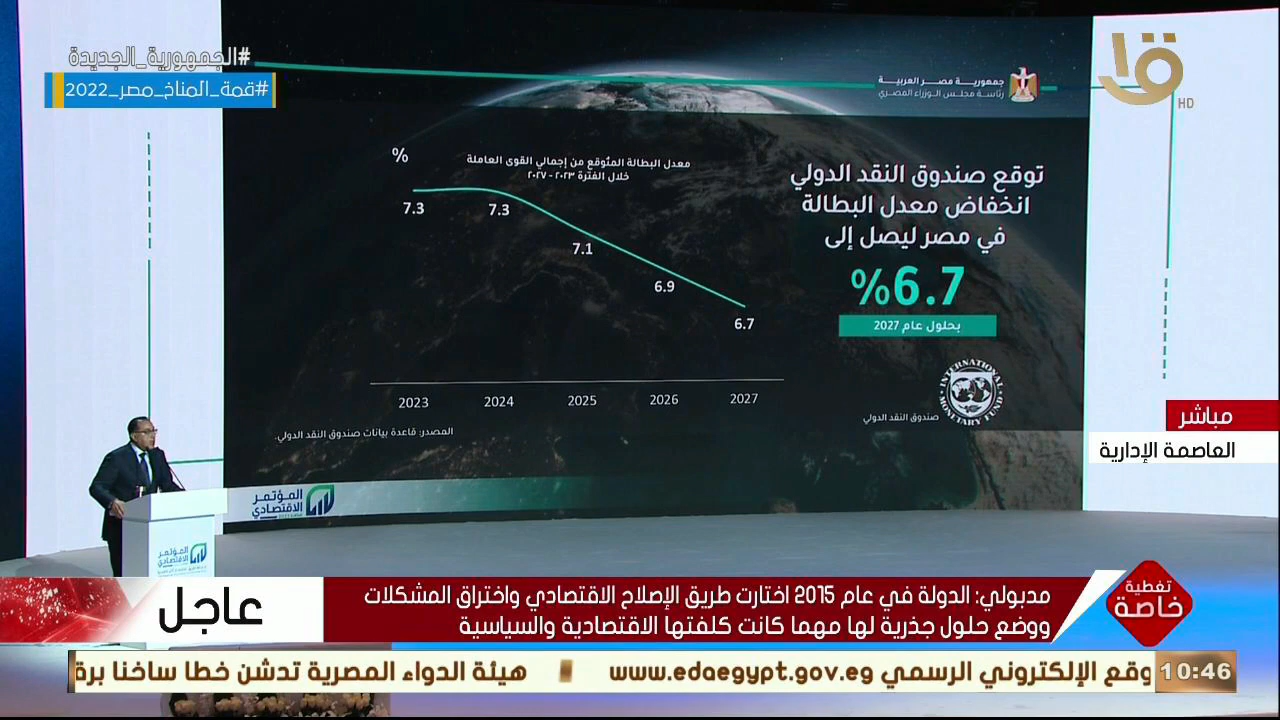 #الجمهورية_الجديدة
#قمة_المناخ_مصر_2022
HD
جمهورية مصر العربية
رئاسة مجلس الوزراء المصري
توقع صندوق النقد الدولي
انخفاض معدل البطالة
في مصر ليصل إلى
%6.7
بحلول عام 2027
INTERNATIONAL MONETARY FUND
صندوق النقد الدولي
معدل البطالة المتوقع من إجمالي القوى العاملة
خلال الفترة ٢٠٢٣ - ٢٠٢٧
%
7.3
7.3
7.1
6.9
6.7
2023
2024
2025
2026
2027
المصدر: قاعدة بيانات صندوق النقد الدولي.
مباشر
العاصمة الإدارية
المؤتمر
الاقتصادي
المؤتمر
الاقتصادي
تغطية
خاصة
عاجل
مدبولي: الدولة في عام 2015 اختارت طريق الإصلاح الاقتصادي واختراق المشكلات
ووضع حلول جذرية لها مهما كانت كلفتها الاقتصادية والسياسية
10:46
وقع الإلكتروني الرسمي www.edaegypt.gov.eg هيئة الدواء المصرية تدشن خطا ساخنا برق